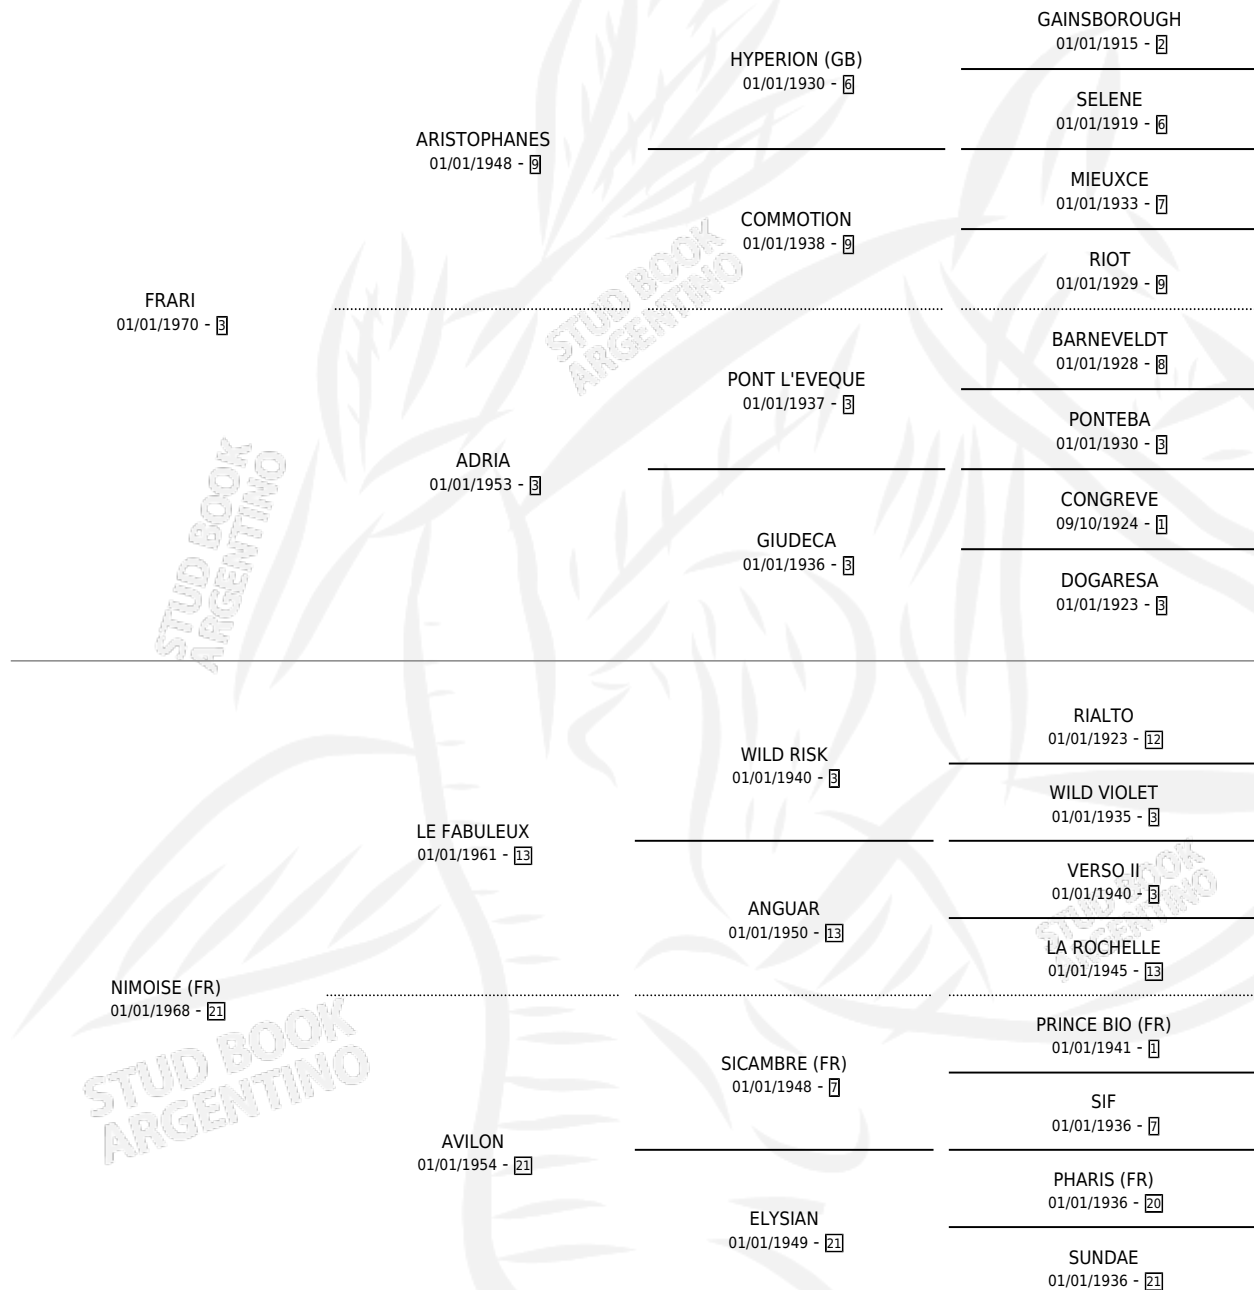 GAINSBOROUGH
01/01/1915 - 2
HYPERION (GB)
01/01/1930 - 6
SELENE
01/01/1919 - 6
ARISTOPHANES
01/01/1948 - 9
MIEUXCE
01/01/1933 - 7
COMMOTION
01/01/1938 - 9
RIOT
01/01/1929 - 9
FRARI
01/01/1970 - 3
BARNEVELDT
01/01/1928 - 8
PONT L'EVEQUE
01/01/1937 - 3
PONTEBA
01/01/1930 - 3
ADRIA
01/01/1953 - 3
CONGREVE
09/10/1924 - 1
GIUDECA
01/01/1936 - 3
DOGARESA
01/01/1923 - 3
RIALTO
01/01/1923 - 12
WILD RISK
01/01/1940 - 3
WILD VIOLET
01/01/1935 - 3
LE FABULEUX
01/01/1961 - 13
VERSO II
01/01/1940 - 3
ANGUAR
01/01/1950 - 13
LA ROCHELLE
01/01/1945 - 13
NIMOISE (FR)
01/01/1968 - 21
PRINCE BIO (FR)
01/01/1941 - 1
SICAMBRE (FR)
01/01/1948 - 7
SIF
01/01/1936 - 7
AVILON
01/01/1954 - 21
PHARIS (FR)
01/01/1936 - 20
ELYSIAN
01/01/1949 - 21
SUNDAE
01/01/1936 - 21
STUD BOOK
ARGENTINO
STUD BOOK
ARGENTINO
STUD BOOK
ARGENTINO
STUD BOOK
ARGENTINO